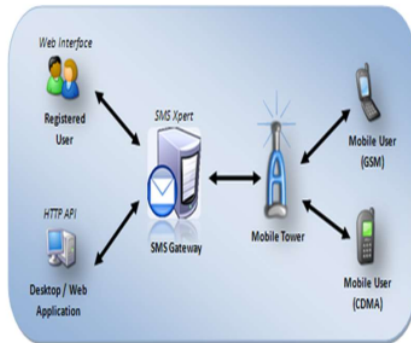 Web Interface
Registered
User
SMS Xpert
SMS Gateway
Mobile Tower
Mobile User
(GSM)
HTTP API
Desktop / Web
Application
Mobile User
(CDMA)